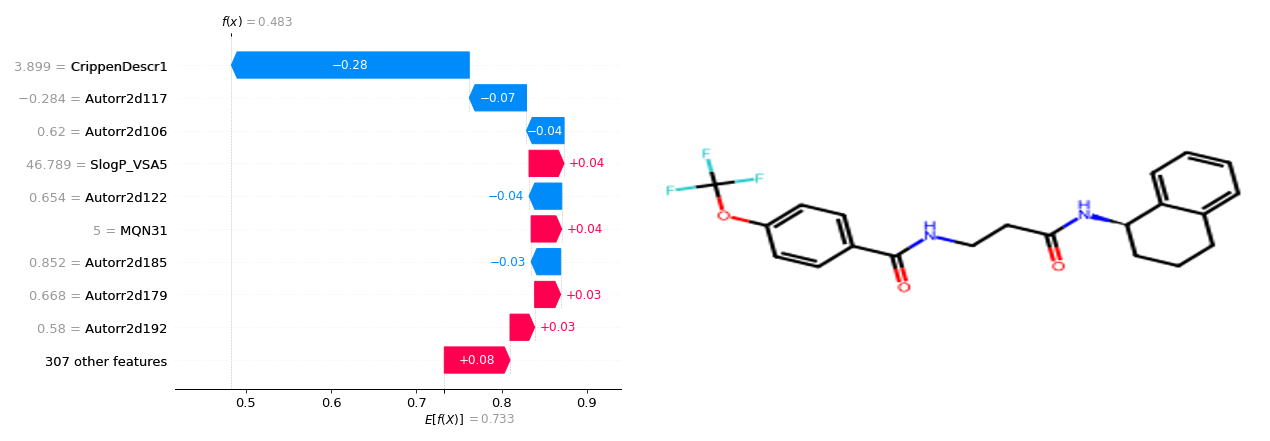 f(x) = 0.483
3.899 = CrippenDescr1
−0.28
−0.284 = Autorr2d117
−0.07
0.62 = Autorr2d106
−0.04
46.789 = SlogP_VSA5
+0.04
0.654 = Autorr2d122
−0.04
5 = MQN31
+0.04
0.852 = Autorr2d185
−0.03
0.668 = Autorr2d179
+0.03
0.58 = Autorr2d192
+0.03
307 other features
+0.08
0.5 0.6 0.7 0.8 0.9
E[f(X)] = 0.733
F
F
F
O
H
N
O
O
H
N